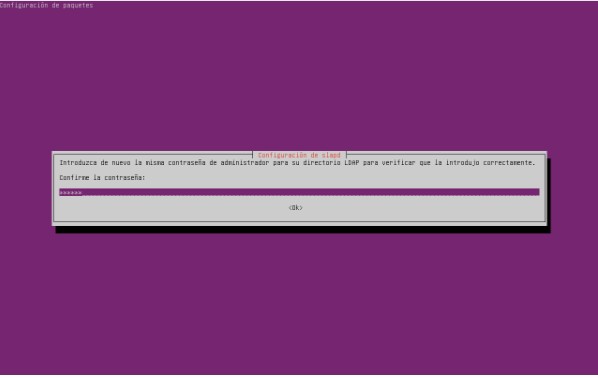 Configuración de paquetes
Configuración de slapd
Introduzca de nuevo la misma contraseña de administrador para su directorio LDAP para verificar que la introdujo correctamente.
Confirme la contraseña:
******
<Ok>